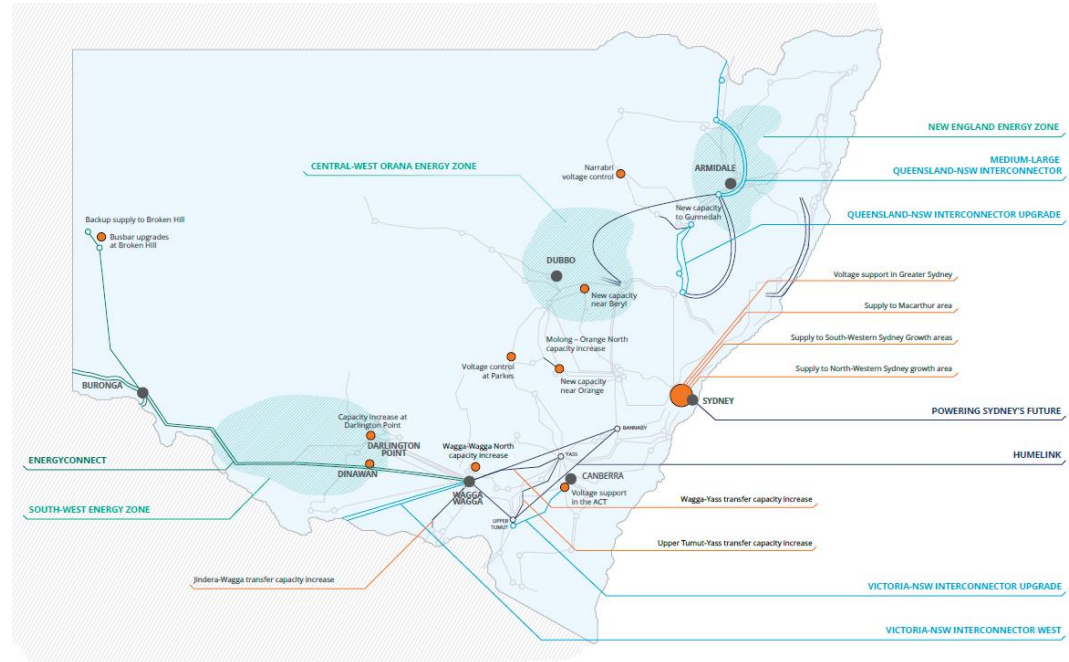 NEW ENGLAND ENERGY ZONE
CENTRAL-WEST ORANA ENERGY ZONE
MEDIUM-LARGE
QUEENSLAND-NSW INTERCONNECTOR
Narrabri
voltage control
ARMIDALE
New capacity
to Gunnedah
QUEENSLAND-NSW INTERCONNECTOR UPGRADE
Backup supply to Broken Hill
Busbar upgrades
at Broken Hill
DUBBO
Voltage support in Greater Sydney
New capacity
near Beryl
Supply to Macarthur area
Molong – Orange North
capacity increase
Supply to South-Western Sydney Growth areas
Voltage control
at Parkes
Supply to North-Western Sydney growth area
New capacity
near Orange
BURONGA
SYDNEY
POWERING SYDNEY'S FUTURE
Capacity increase at
Darlington Point
DARLINGTON
POINT
BANNABY
Wagga-Wagga North
capacity increase
YASS
HUMELINK
ENERGYCONNECT
DINAWAN
CANBERRA
WAGGA
WAGGA
Voltage support
in the ACT
Wagga-Yass transfer capacity increase
SOUTH-WEST ENERGY ZONE
UPPER
TUMUT
Upper Tumut-Yass transfer capacity increase
Jindera-Wagga transfer capacity increase
VICTORIA-NSW INTERCONNECTOR UPGRADE
VICTORIA-NSW INTERCONNECTOR WEST